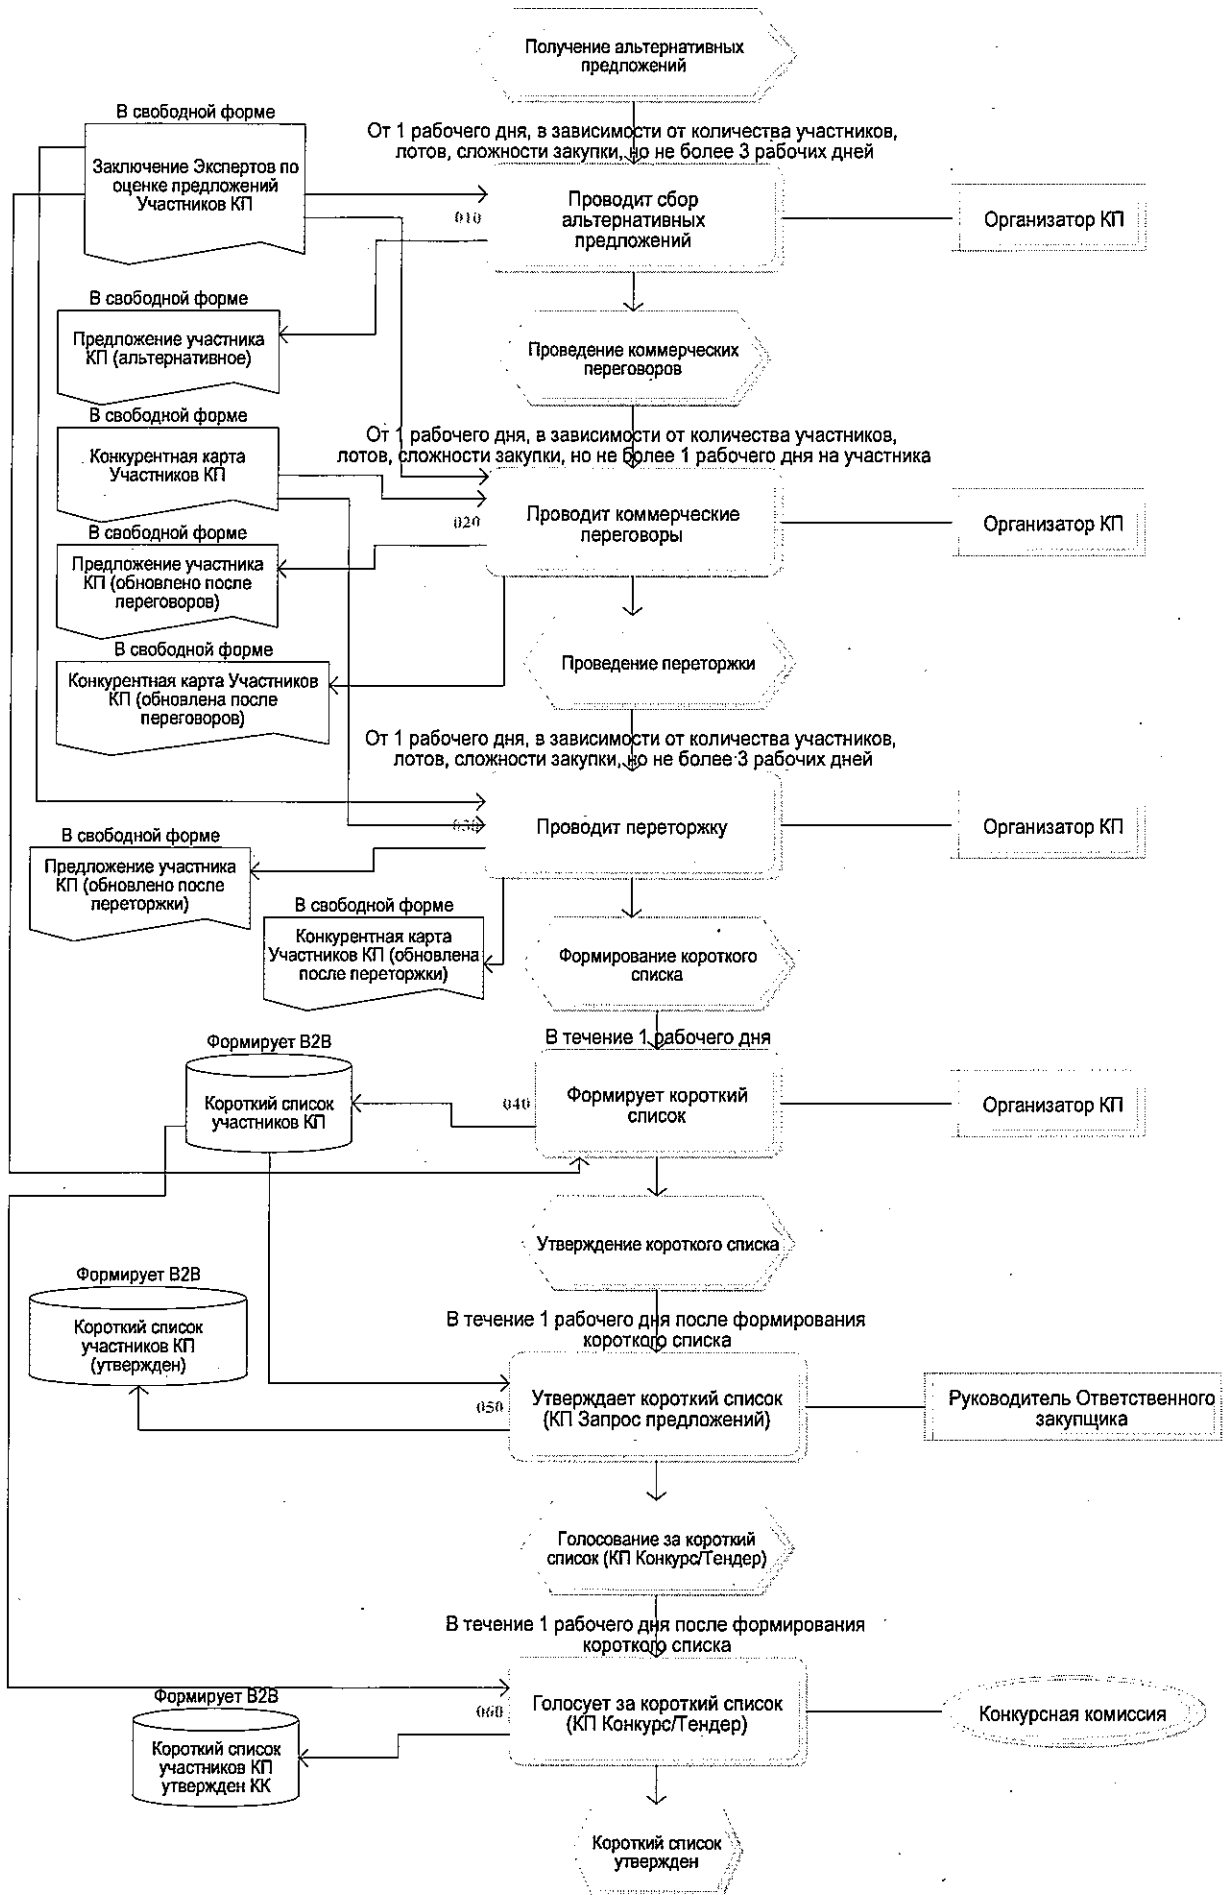 Получение альтернативных
предложений
В свободной форме
От 1 рабочего дня, в зависимости от количества участников,
лотов, сложности закупки, но не более 3 рабочих дней
Заключение Экспертов по
оценке предложений
Участников КП
010
Проводит сбор
альтернативных
предложений
Организатор КП
В свободной форме
Предложение участника
КП (альтернативное)
Проведение коммерческих
переговоров
В свободной форме
От 1 рабочего дня, в зависимости от количества участников,
лотов, сложности закупки, но не более 1 рабочего дня на участника
Конкурентная карта
Участников КП
020
Проводит коммерческие
переговоры
Организатор КП
В свободной форме
Предложение участника
КП (обновлено после
переговоров)
В свободной форме
Конкурентная карта Участников
КП (обновлена после
переговоров)
Проведение переторжки
От 1 рабочего дня, в зависимости от количества участников,
лотов, сложности закупки, но не более 3 рабочих дней
030
Проводит переторжку
Организатор КП
В свободной форме
Предложение участника
КП (обновлено после
переторжки)
В свободной форме
Конкурентная карта
Участников КП (обновлена
после переторжки)
Формирование короткого
списка
В течение 1 рабочего дня
Формирует B2B
Короткий список
участников КП
040
Формирует короткий
список
Организатор КП
Утверждение короткого списка
Формирует B2B
Короткий список
участников КП
(утвержден)
В течение 1 рабочего дня после формирования
короткого списка
050
Утверждает короткий список
(КП Запрос предложений)
Руководитель Ответственного
закупщика
Голосование за короткий
список (КП Конкурс/Тендер)
В течение 1 рабочего дня после формирования
короткого списка
Формирует B2B
060
Голосует за короткий список
(КП Конкурс/Тендер)
Конкурсная комиссия
Короткий список
участников КП
утвержден КК
Короткий список
утвержден